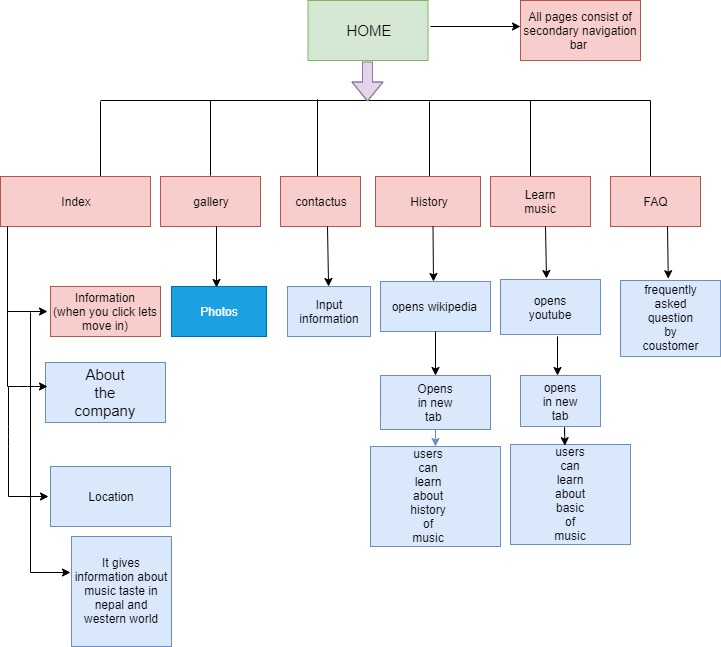 HOME
All pages consist of
secondary navigation
bar
Index
gallery
contactus
History
Learn
music
FAQ
Information
(when you click lets
move in)
Photos
Input
information
opens wikipedia
opens
youtube
frequently
asked
question
by
coustomer
About
the
company
Opens
in new
tab
opens
in new
tab
Location
users
can
learn
about
history
of
music
users
can
learn
about
basic
of
music
It gives
information about
music taste in
nepal and
western world